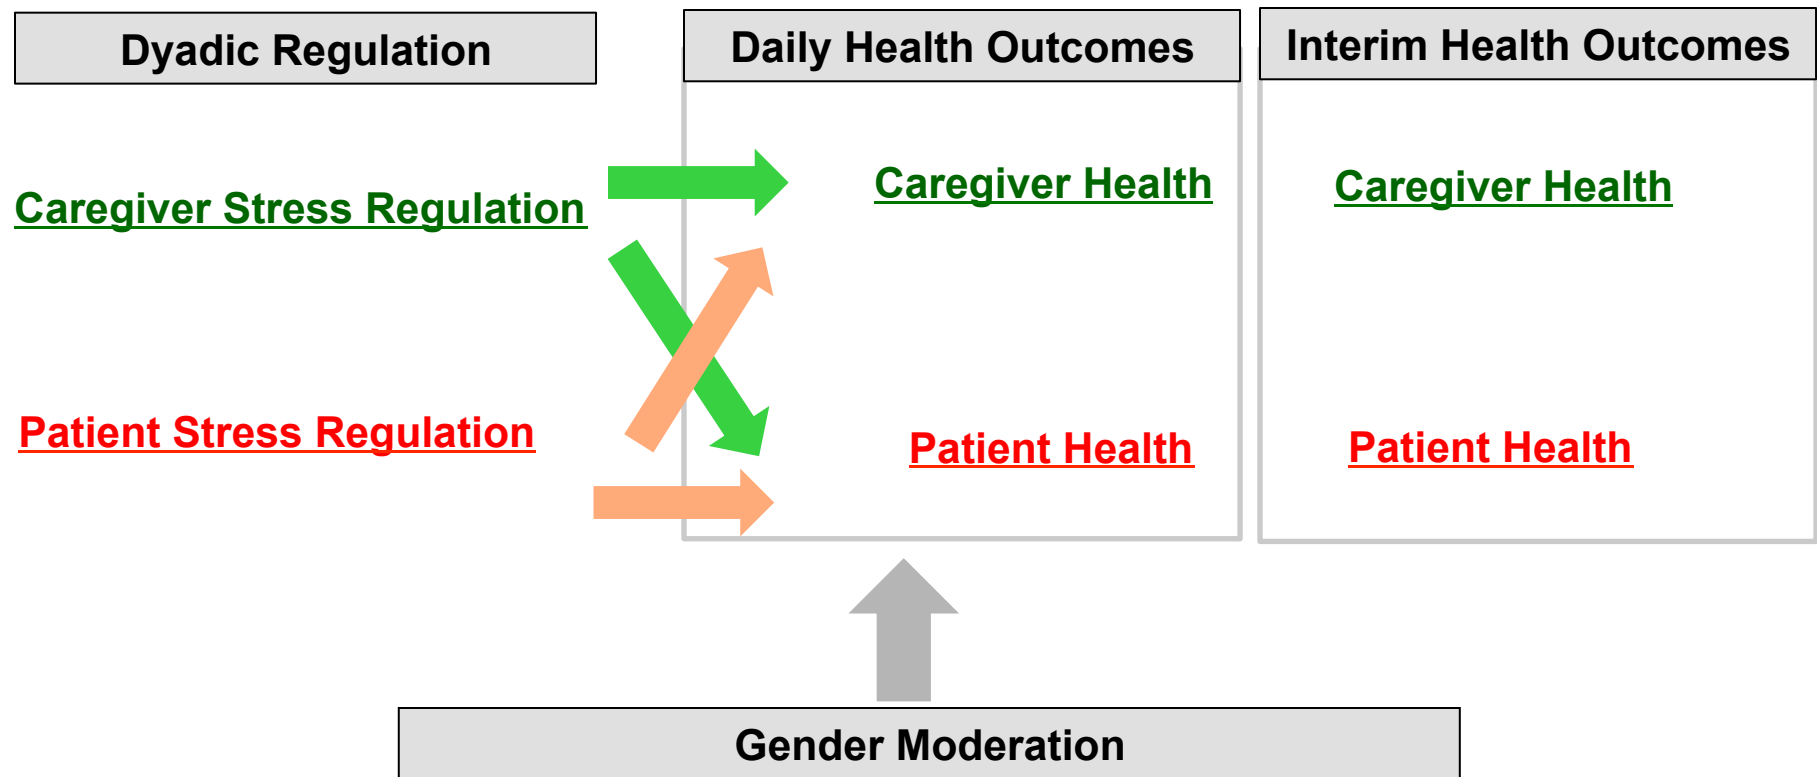 Dyadic Regulation
Daily Health Outcomes
Interim Health Outcomes
Caregiver Stress Regulation
Caregiver Health
Caregiver Health
Patient Stress Regulation
Patient Health
Patient Health
Gender Moderation